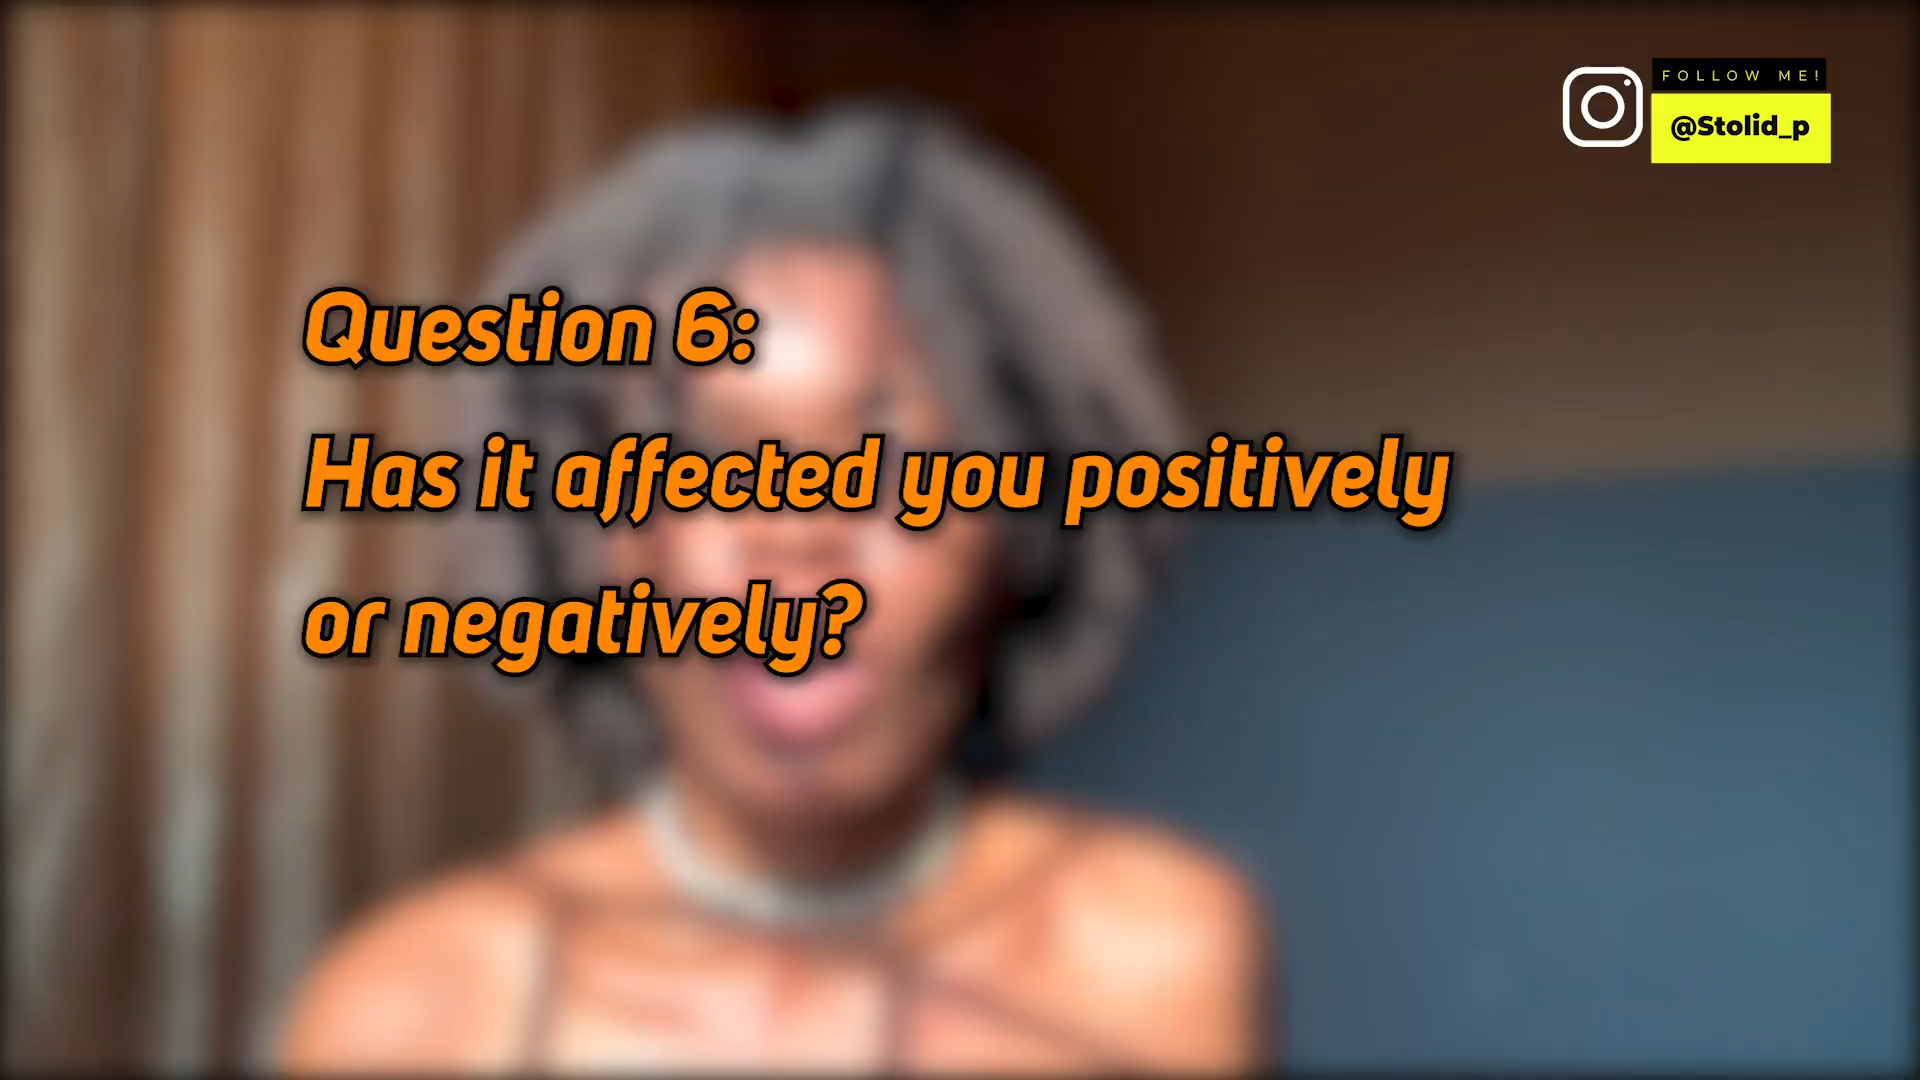 FOLLOW ME!
@Stolid_p
Question 6:
Has it affected you positively
or negatively?